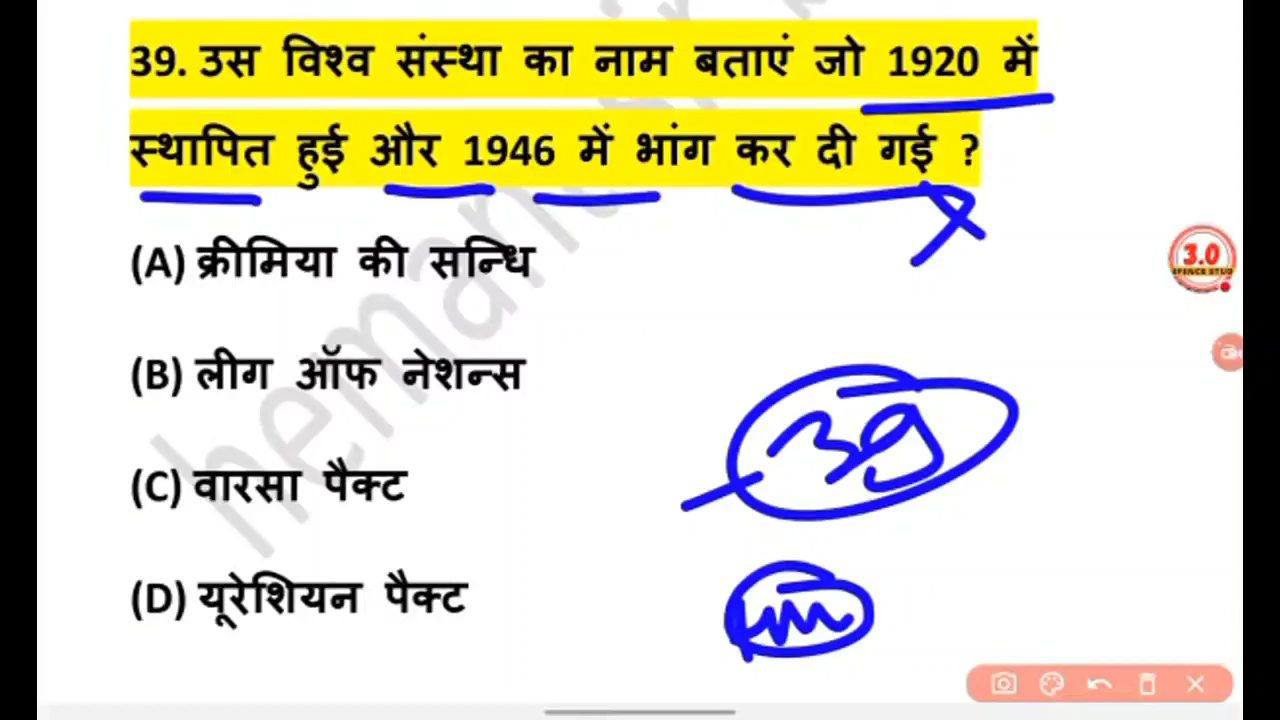 39. उस विश्व संस्था का नाम बताएं जो 1920 में
स्थापित हुई और 1946 में भांग कर दी गई ?
(A) क्रीमिया की सन्धि
(B) लीग ऑफ नेशन्स
(C) वारसा पैक्ट
(D) यूरेशियन पैक्ट
39
3.0